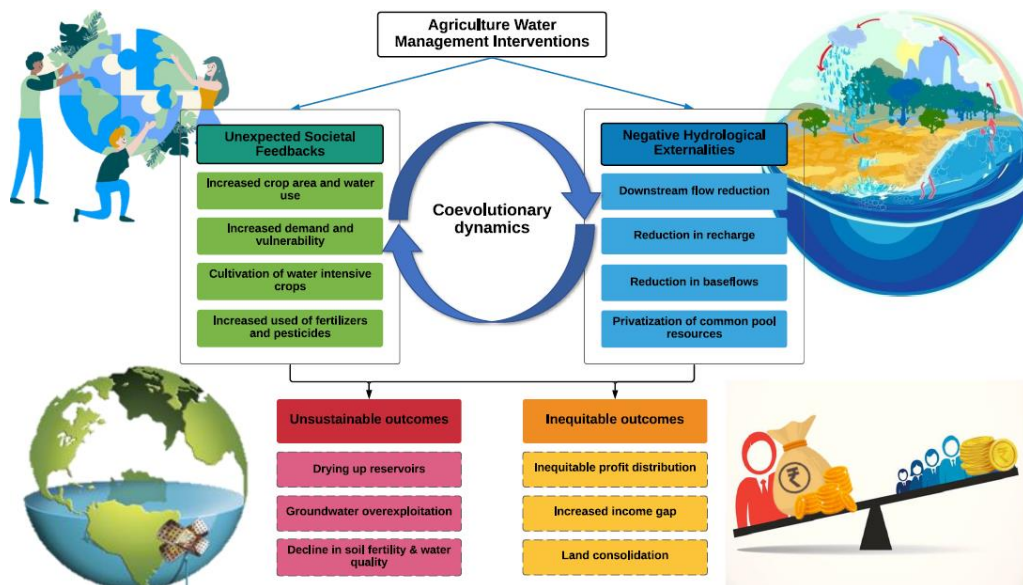 Agriculture Water
Management Interventions
Unexpected Societal
Feedbacks
Increased crop area and water
use
Increased demand and
vulnerability
Cultivation of water intensive
crops
Increased used of fertilizers
and pesticides
Coevolutionary
dynamics
Negative Hydrological
Externalities
Downstream flow reduction
Reduction in recharge
Reduction in baseflows
Privatization of common pool
resources
Unsustainable outcomes
Drying up reservoirs
Groundwater overexploitation
Decline in soil fertility & water
quality
Inequitable outcomes
Inequitable profit distribution
Increased income gap
Land consolidation
₹
₹